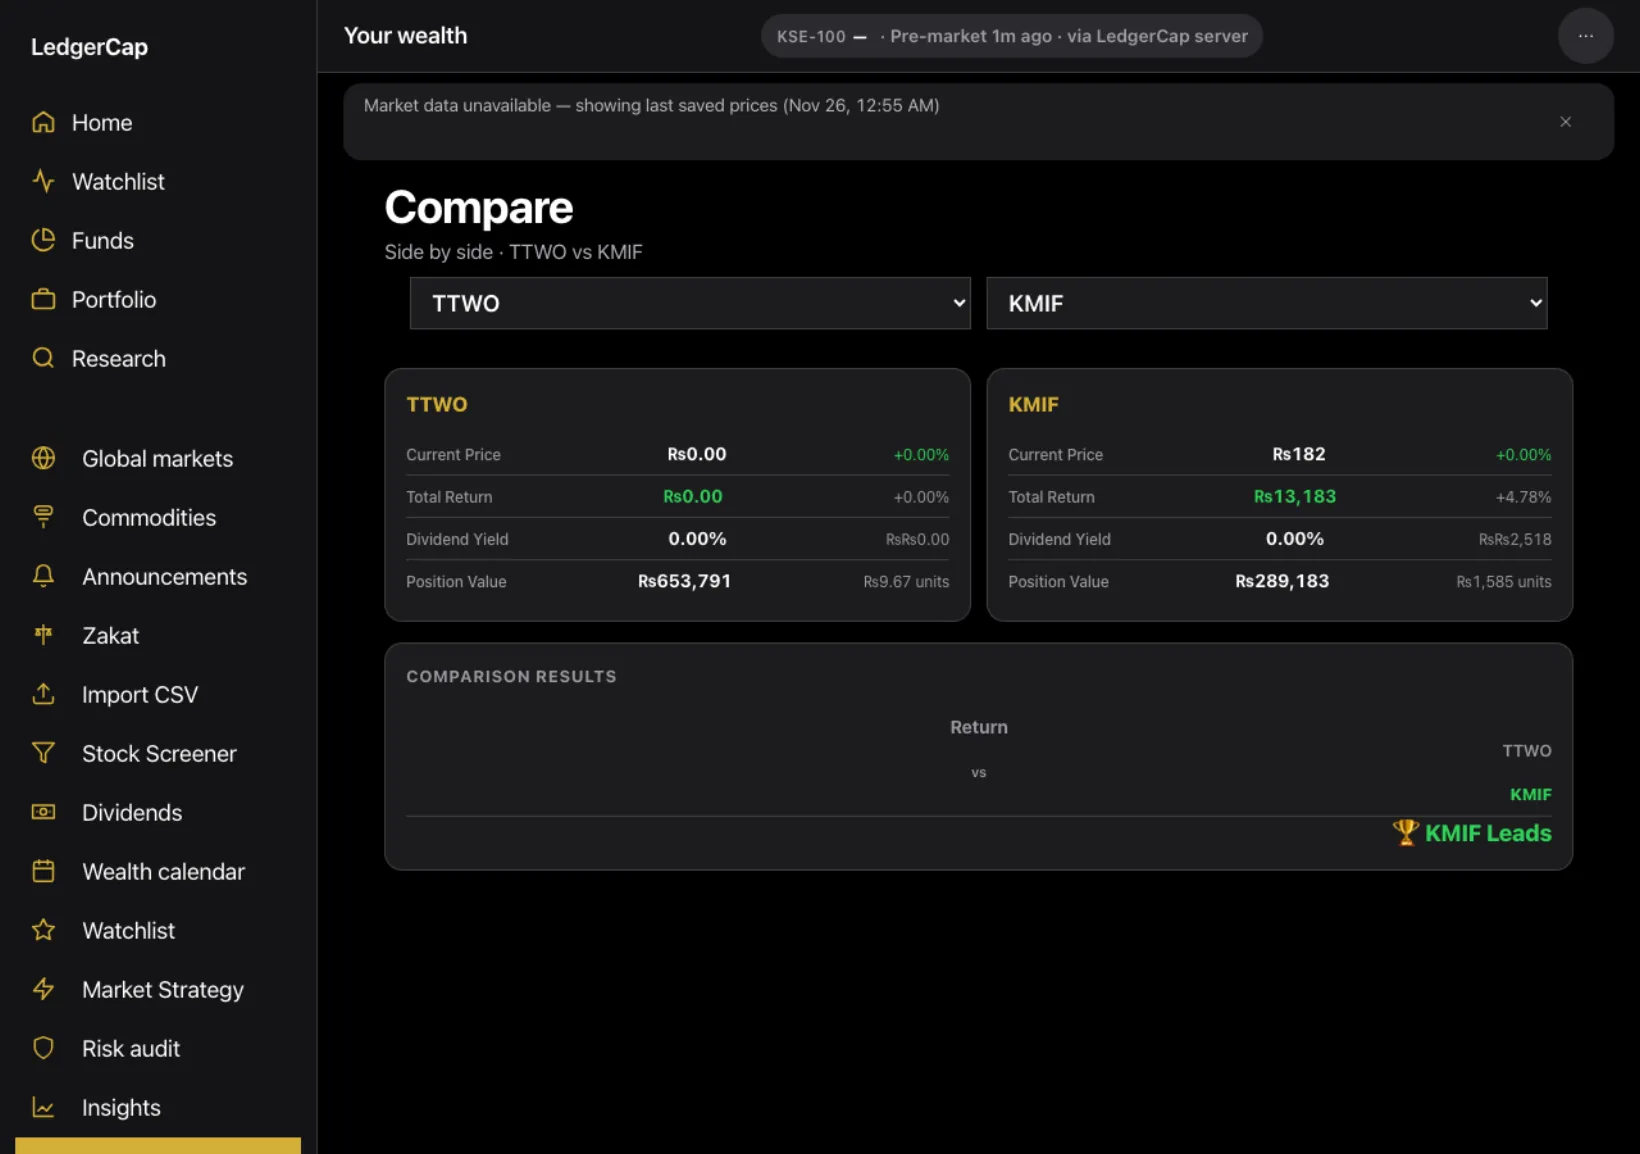 LedgerCap
Home
Watchlist
Funds
Portfolio
Research
Global markets
Commodities
Announcements
Zakat
Import CSV
Stock Screener
Dividends
Wealth calendar
Watchlist
Market Strategy
Risk audit
Insights
Your wealth
KSE-100 — · Pre-market 1m ago · via LedgerCap server
...
Market data unavailable — showing last saved prices (Nov 26, 12:55 AM)
×
Compare
Side by side · TTWO vs KMIF
TTWO
KMIF
TTWO
Current Price Rs0.00 +0.00%
Total Return Rs0.00 +0.00%
Dividend Yield 0.00% RsRs0.00
Position Value Rs653,791 Rs9.67 units
KMIF
Current Price Rs182 +0.00%
Total Return Rs13,183 +4.78%
Dividend Yield 0.00% RsRs2,518
Position Value Rs289,183 Rs1,585 units
COMPARISON RESULTS
Return
TTWO
vs
KMIF
🏆 KMIF Leads